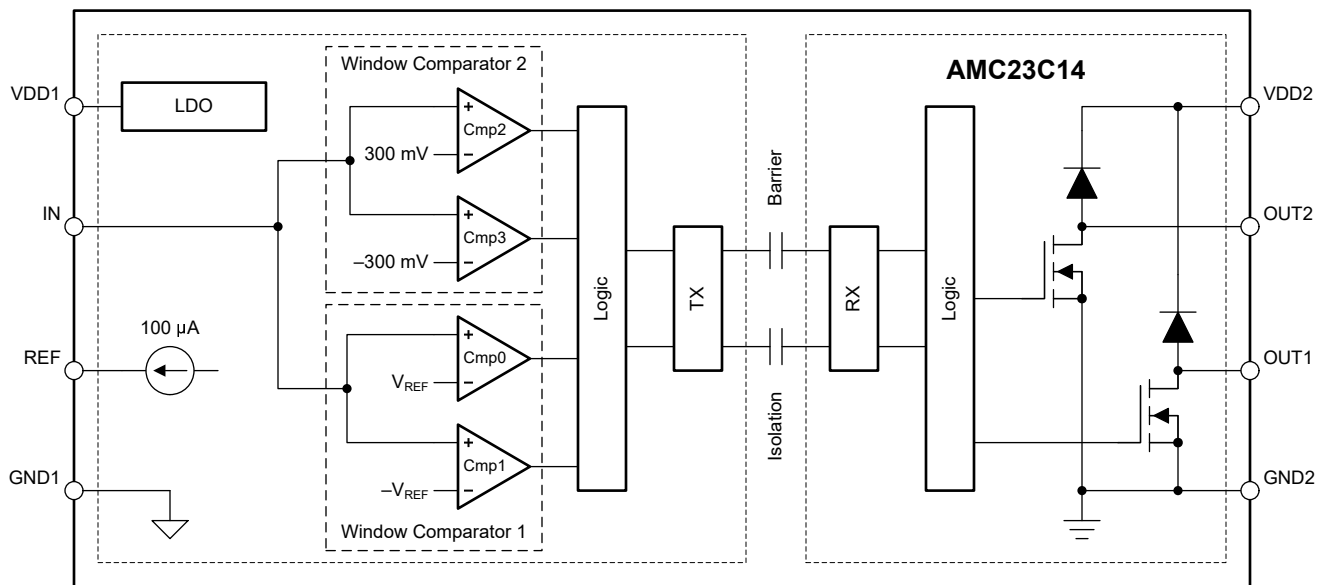 AMC23C14
Window Comparator 2
VDD1
LDO
VDD2
Cmp2
300 mV
Barrier
IN
OUT2
Cmp3
–300 mV
Logic
TX
RX
Logic
100 µA
REF
Cmp0
VREF
OUT1
Isolation
Cmp1
–VREF
GND1
GND2
Window Comparator 1